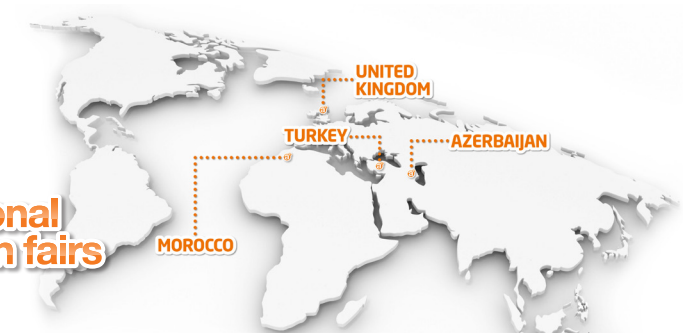 UNITED
KINGDOM
TURKEY
AZERBAIJAN
onal
fairs
MOROCCO